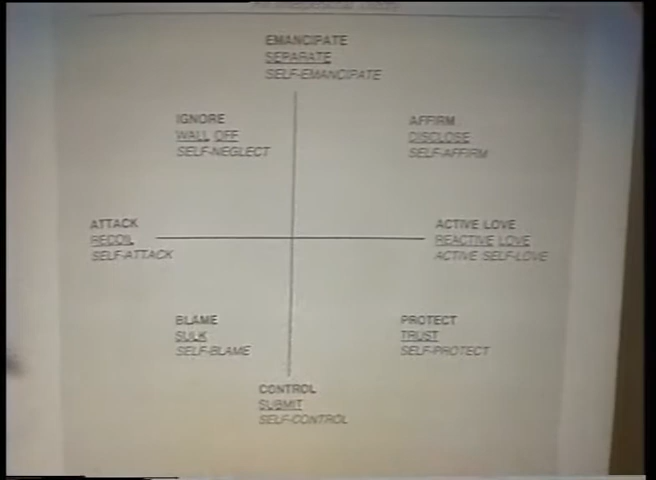 EMANCIPATE
SEPARATE
SELF-EMANCIPATE
IGNORE
WALL OFF
SELF-NEGLECT
AFFIRM
DISCLOSE
SELF-AFFIRM
ATTACK
RECOIL
SELF-ATTACK
ACTIVE LOVE
REACTIVE LOVE
ACTIVE SELF-LOVE
BLAME
SULK
SELF-BLAME
PROTECT
TRUST
SELF-PROTECT
CONTROL
SUBMIT
SELF-CONTROL